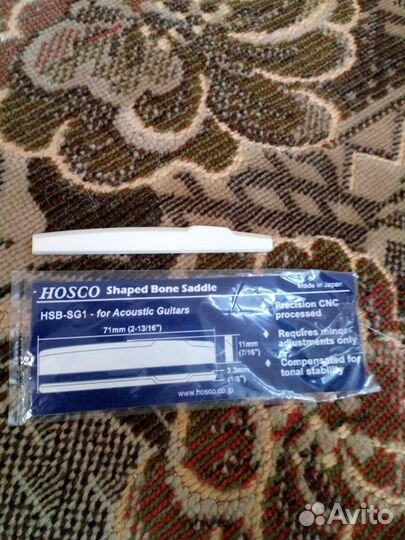 HOSCO Shaped Bone Saddle
Made in Japan
HSB-SG1 - for Acoustic Guitars
71mm (2-13/16")
11mm
(7/16")
3.3mm
(1/8")
www.hosco.co.jp
Precision CNC
processed
Requires minor
adjustments only
Compensated for
tonal stability
Avito